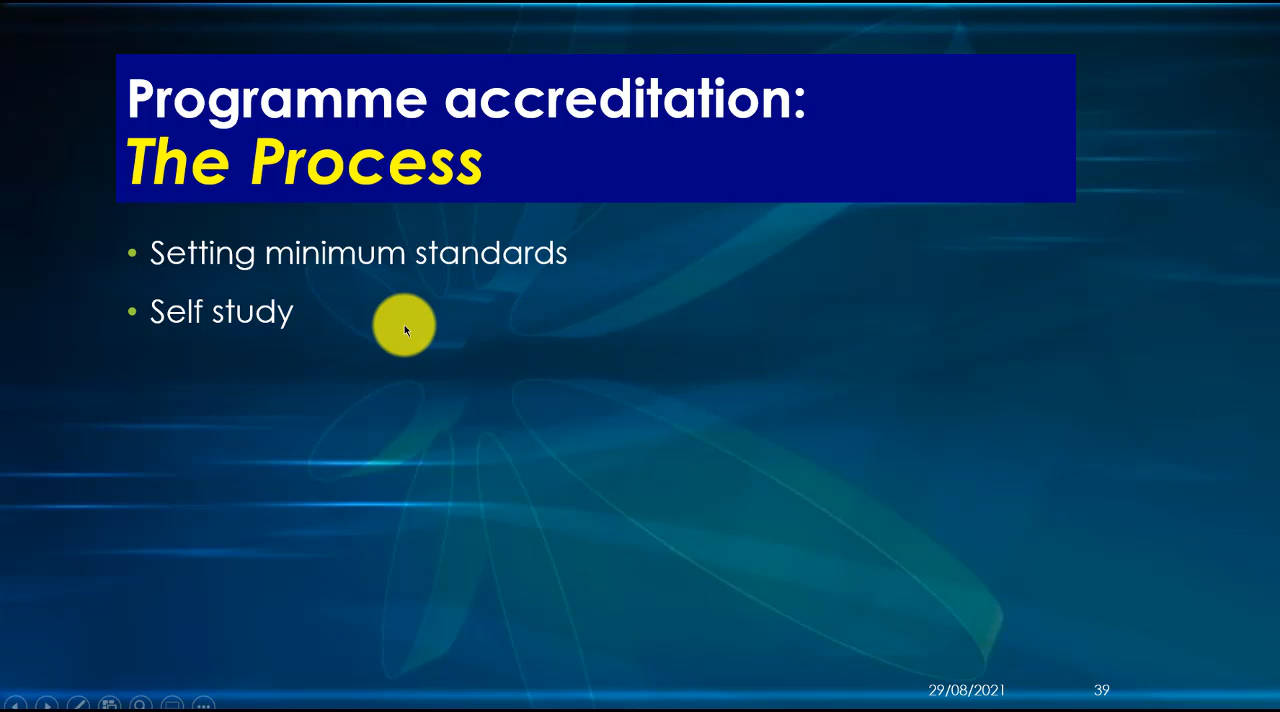 Programme accreditation:
The Process
• Setting minimum standards
• Self study
29/08/2021
39